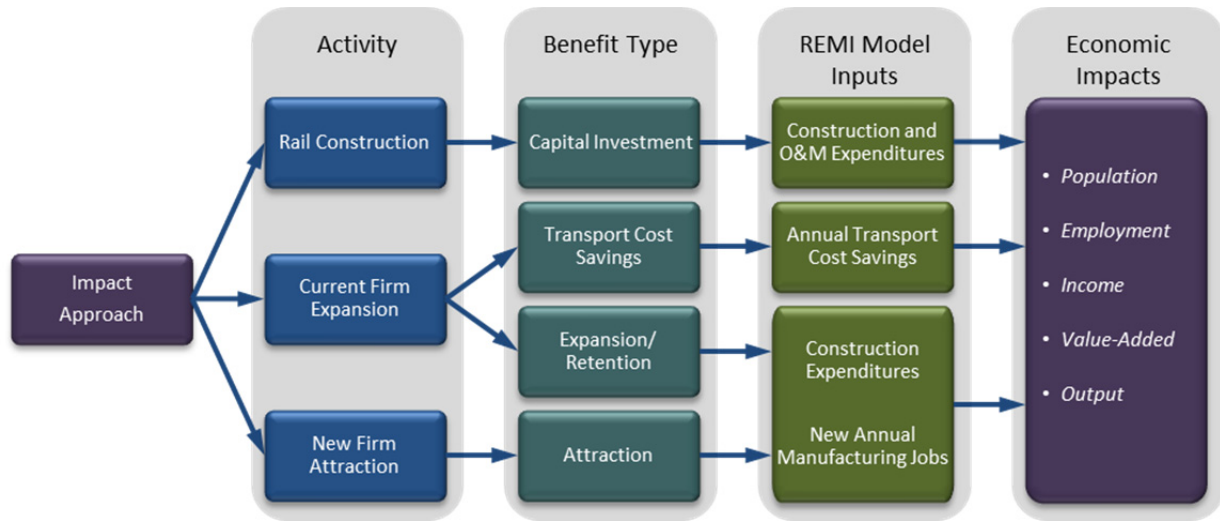 Activity
Benefit Type
REMI Model
Inputs
Economic
Impacts
Impact
Approach
Rail Construction
Current Firm
Expansion
New Firm
Attraction
Capital Investment
Transport Cost
Savings
Expansion/
Retention
Attraction
Construction and
O&M Expenditures
Annual Transport
Cost Savings
Construction
Expenditures
New Annual
Manufacturing Jobs
• Population
• Employment
• Income
• Value-Added
• Output